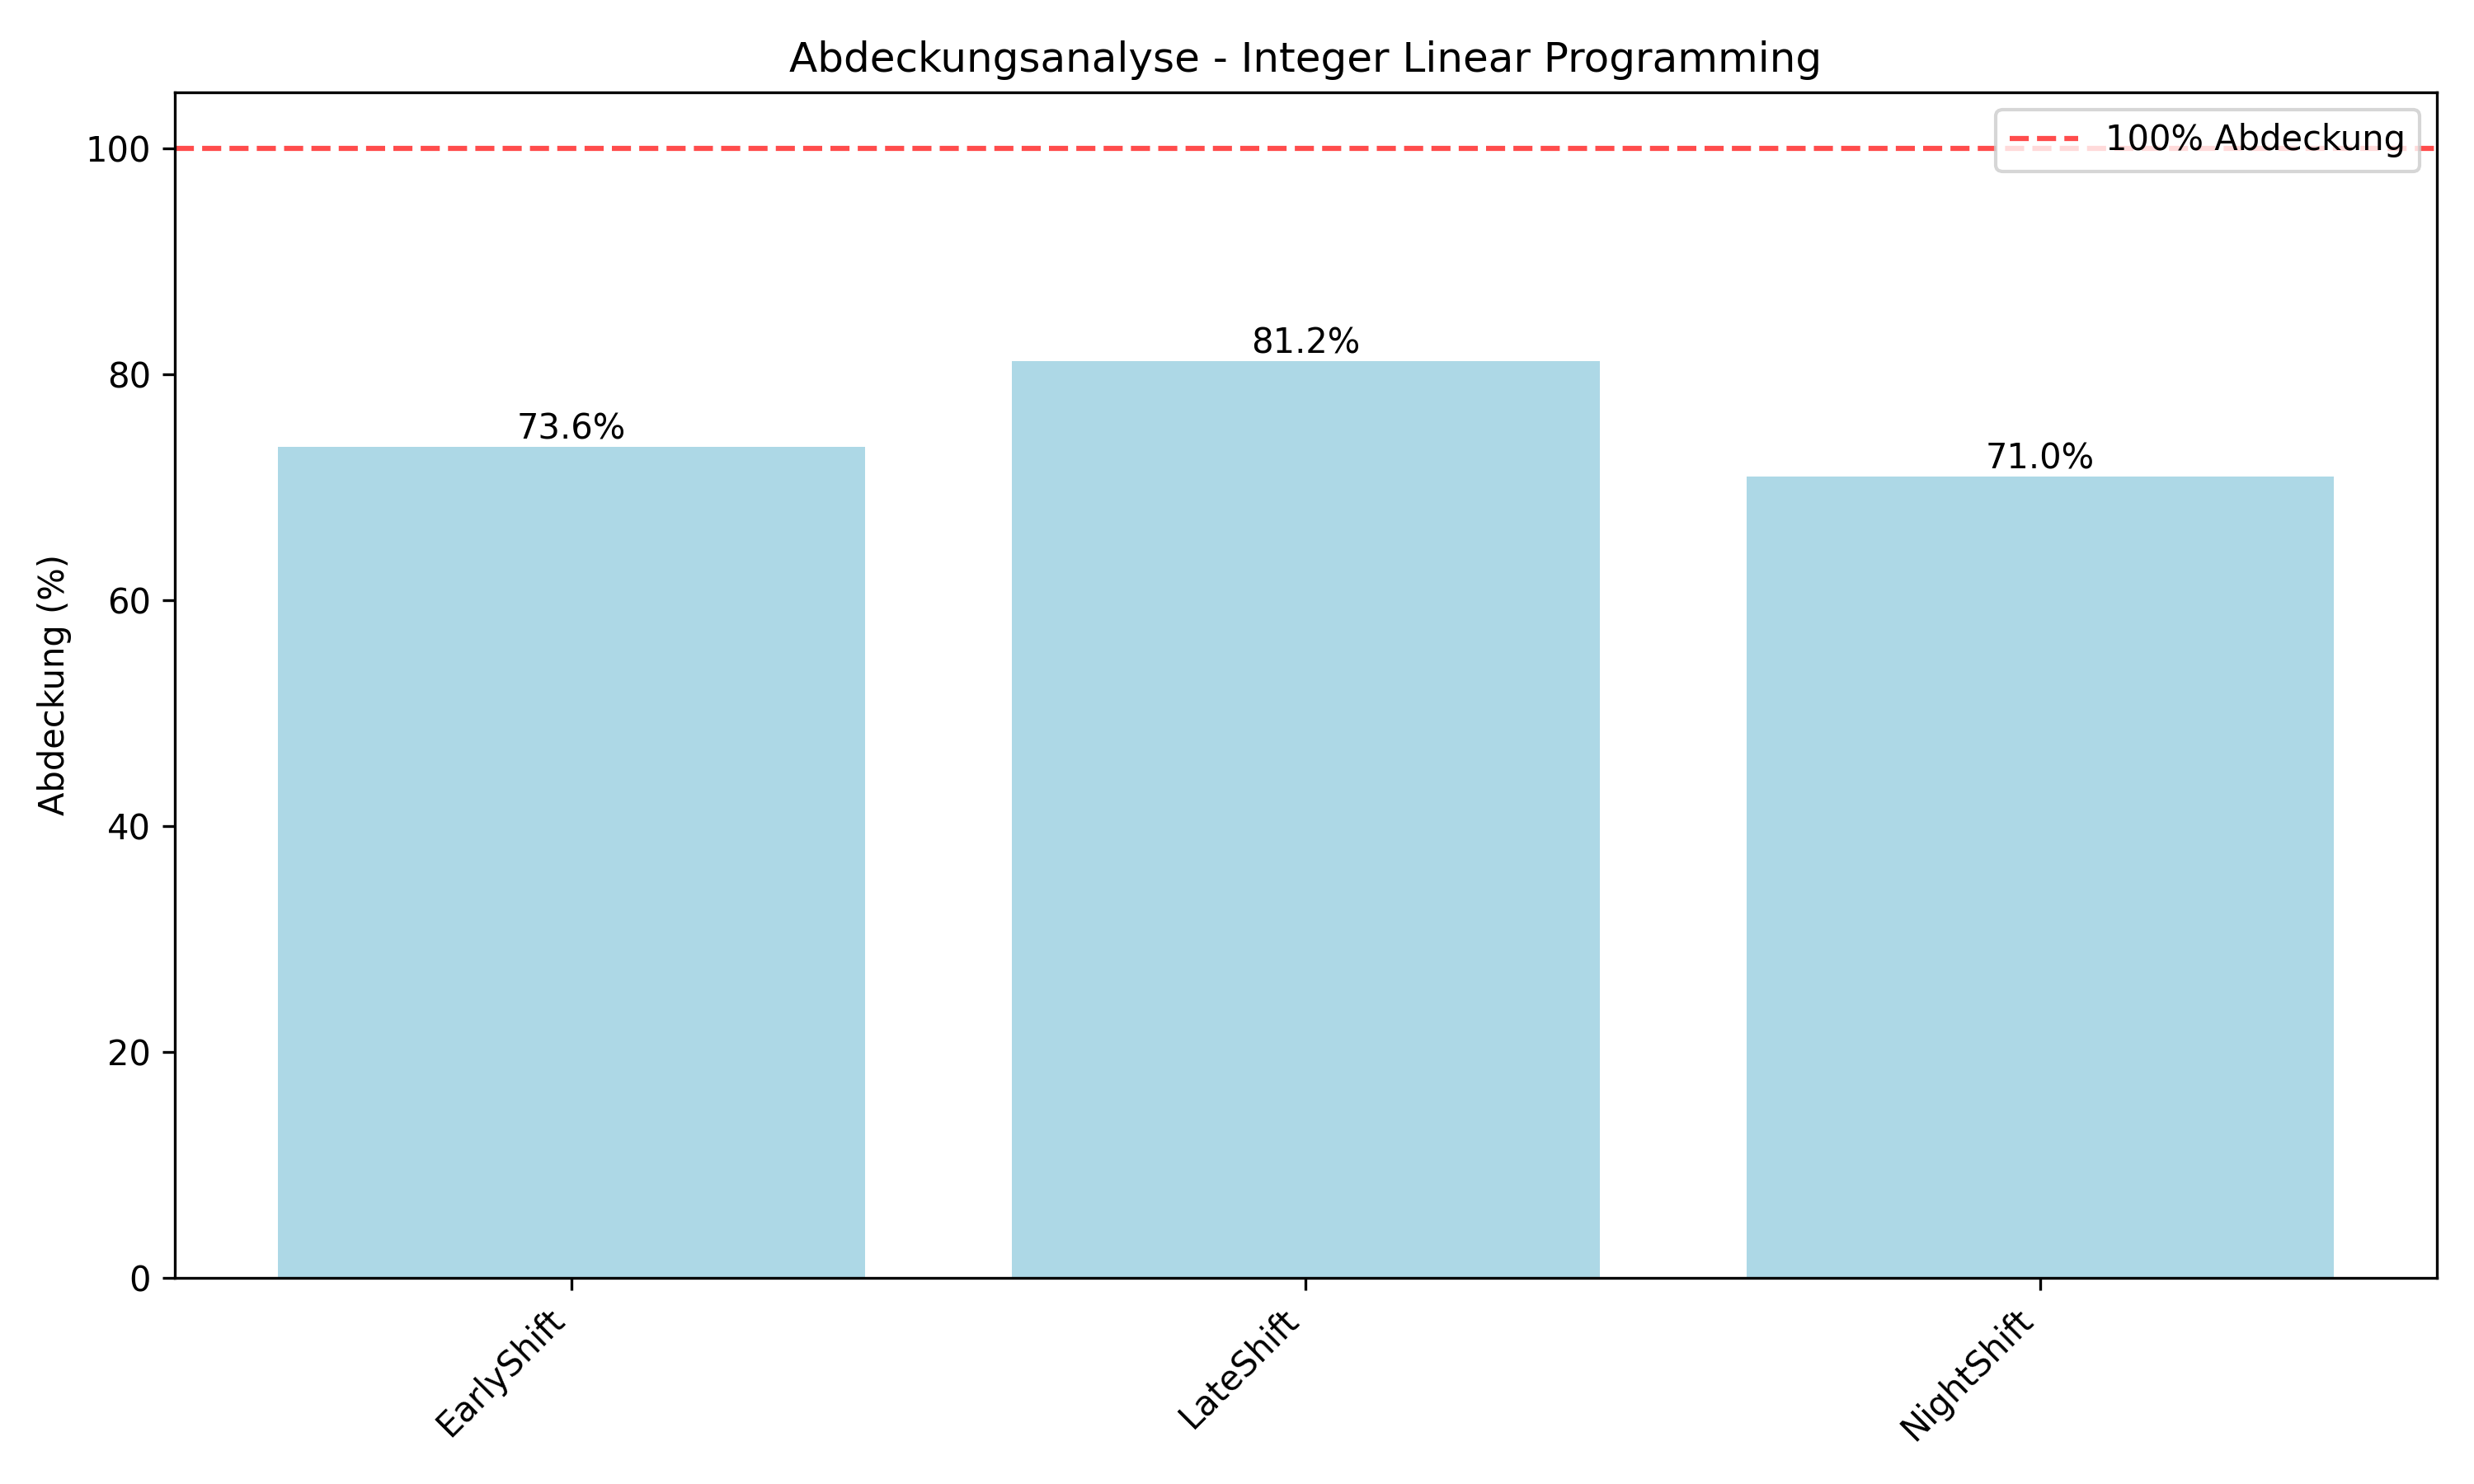 Abdeckungsanalyse - Integer Linear Programming
100% Abdeckung
Abdeckung (%)
100
80
60
40
20
0
73.6%
81.2%
71.0%
EarlyShift
LateShift
NightShift